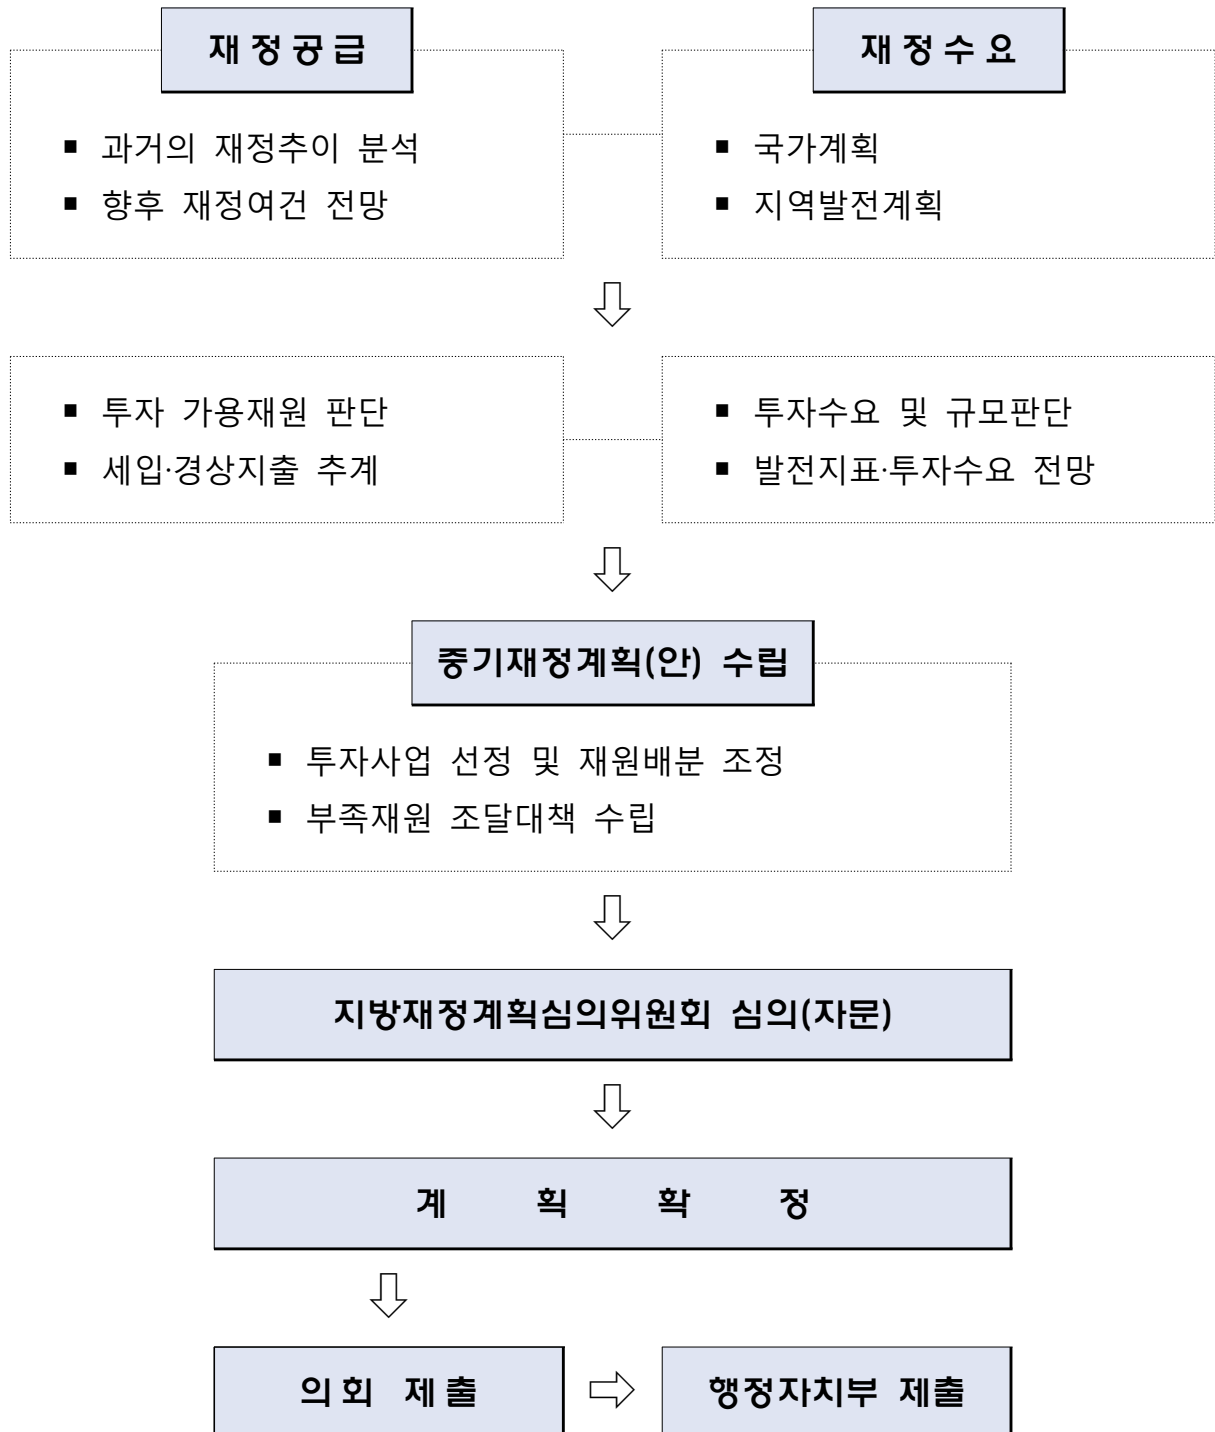 재정공급
■ 과거의 재정추이 분석
■ 향후 재정여건 전망
재정수요
■ 국가계획
■ 지역발전계획
■ 투자 가용재원 판단
■ 세입·경상지출 추계
■ 투자수요 및 규모판단
■ 발전지표·투자수요 전망
중기재정계획(안) 수립
■ 투자사업 선정 및 재원배분 조정
■ 부족재원 조달대책 수립
지방재정계획심의위원회 심의(자문)
계 획 확 정
의회 제출
행정자치부 제출